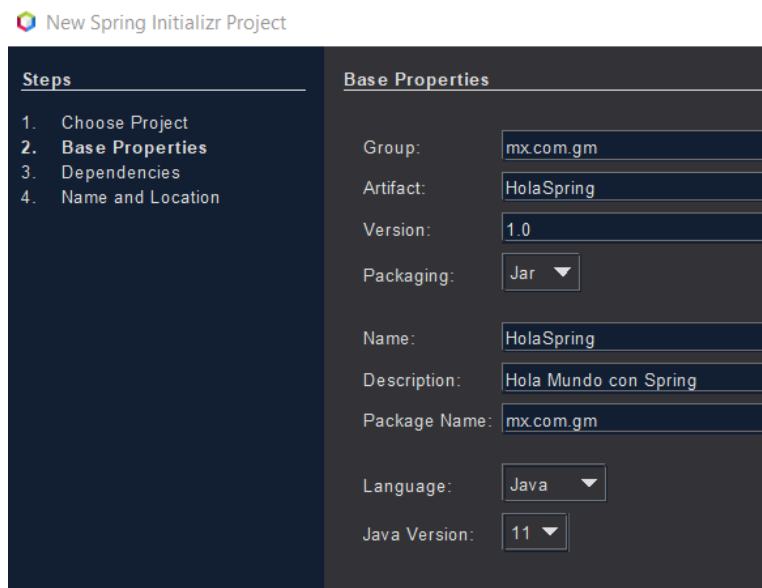 New Spring Initializr Project
Steps
1. Choose Project
2. Base Properties
3. Dependencies
4. Name and Location
Base Properties
Group: mx.com.gm
Artifact: HolaSpring
Version: 1.0
Packaging: Jar
Name: HolaSpring
Description: Hola Mundo con Spring
Package Name: mx.com.gm
Language: Java
Java Version: 11